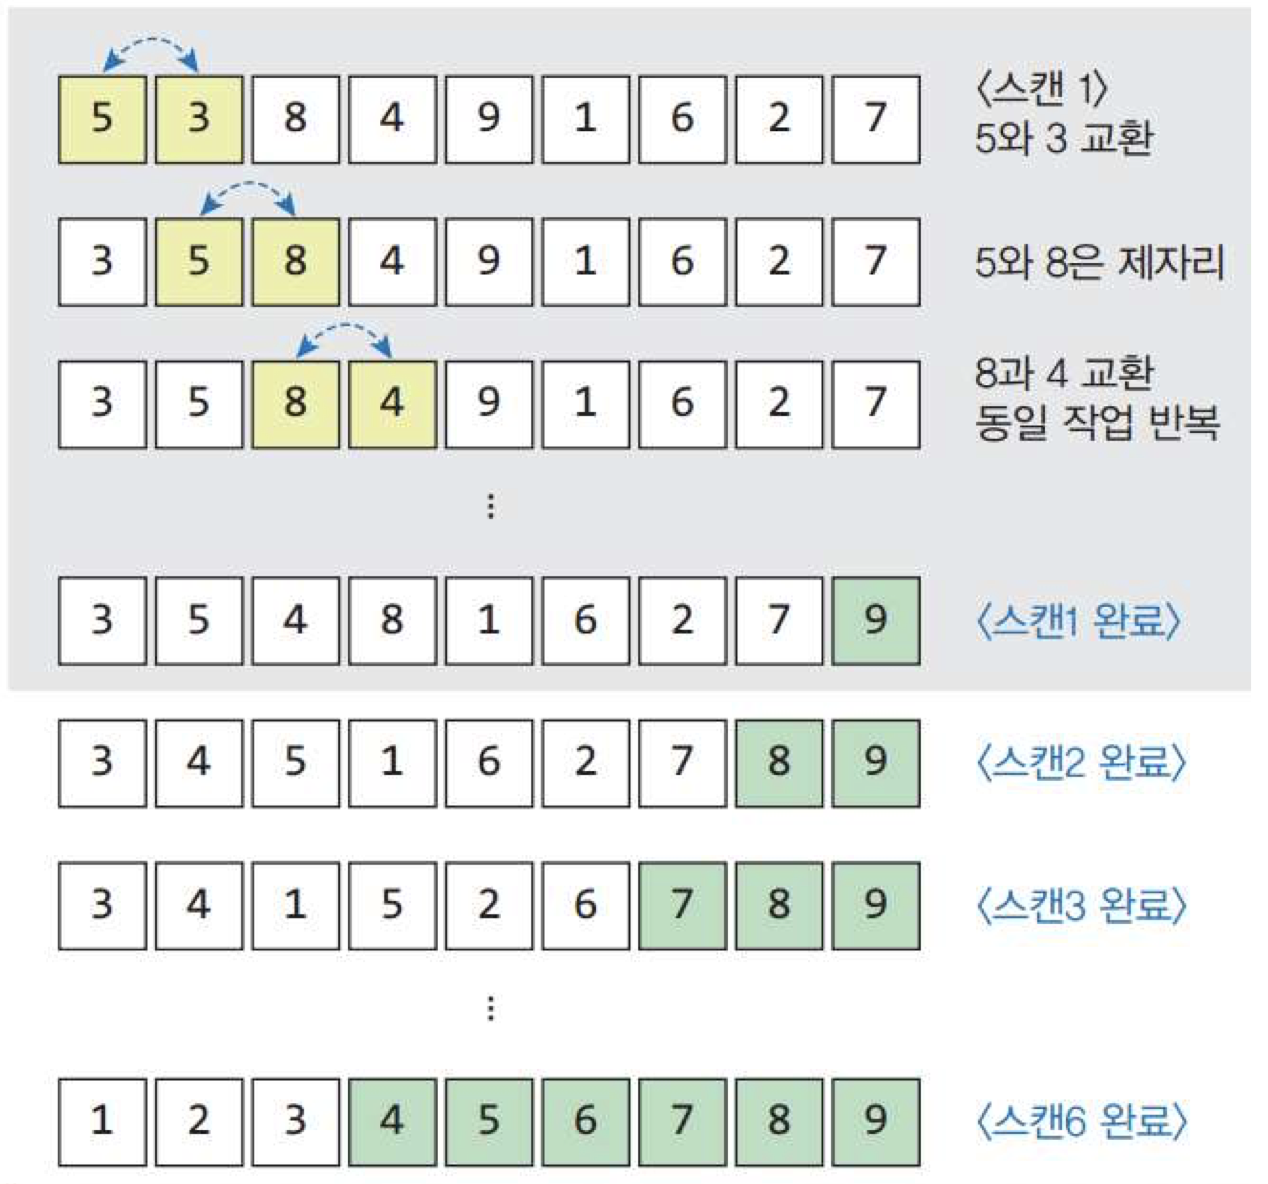 5 3 8 4 9 1 6 2 7
〈스캔 1〉
5와 3 교환
3 5 8 4 9 1 6 2 7
5와 8은 제자리
3 5 8 4 9 1 6 2 7
8과 4 교환
동일 작업 반복
⋮
3 5 4 8 1 6 2 7 9
〈스캔1 완료〉
3 4 5 1 6 2 7 8 9
〈스캔2 완료〉
3 4 1 5 2 6 7 8 9
〈스캔3 완료〉
⋮
1 2 3 4 5 6 7 8 9
〈스캔6 완료〉